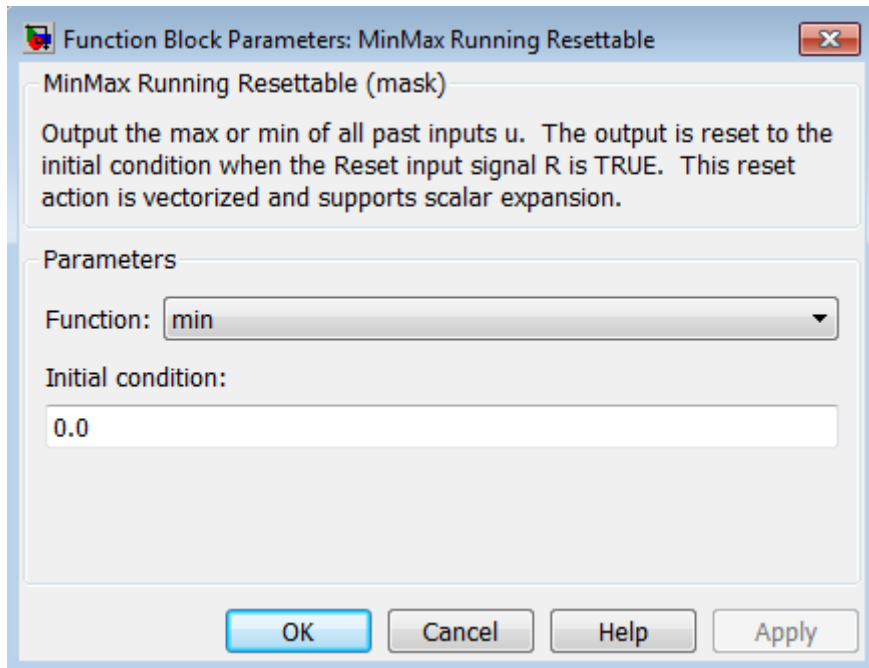 Function Block Parameters: MinMax Running Resettable
MinMax Running Resettable (mask)
Output the max or min of all past inputs u.  The output is reset to the
initial condition when the Reset input signal R is TRUE.  This reset
action is vectorized and supports scalar expansion.
Parameters
Function: min
Initial condition:
0.0
OK Cancel Help Apply